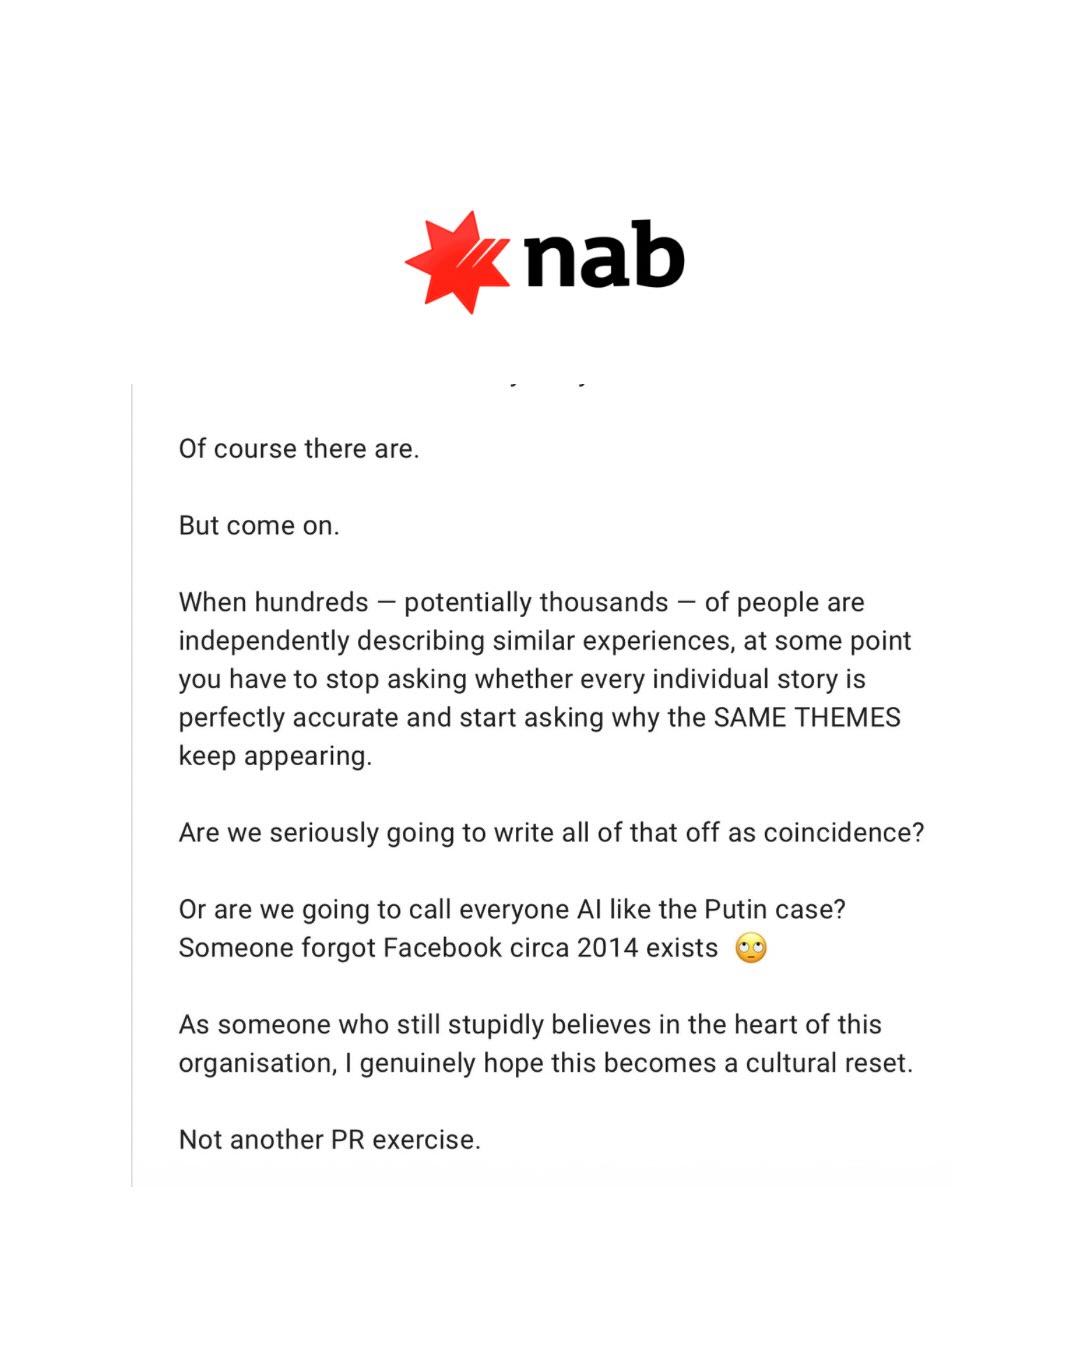 nab
Of course there are.
But come on.
When hundreds — potentially thousands — of people are
independently describing similar experiences, at some point
you have to stop asking whether every individual story is
perfectly accurate and start asking why the SAME THEMES
keep appearing.
Are we seriously going to write all of that off as coincidence?
Or are we going to call everyone AI like the Putin case?
Someone forgot Facebook circa 2014 exists 🙄
As someone who still stupidly believes in the heart of this
organisation, I genuinely hope this becomes a cultural reset.
Not another PR exercise.